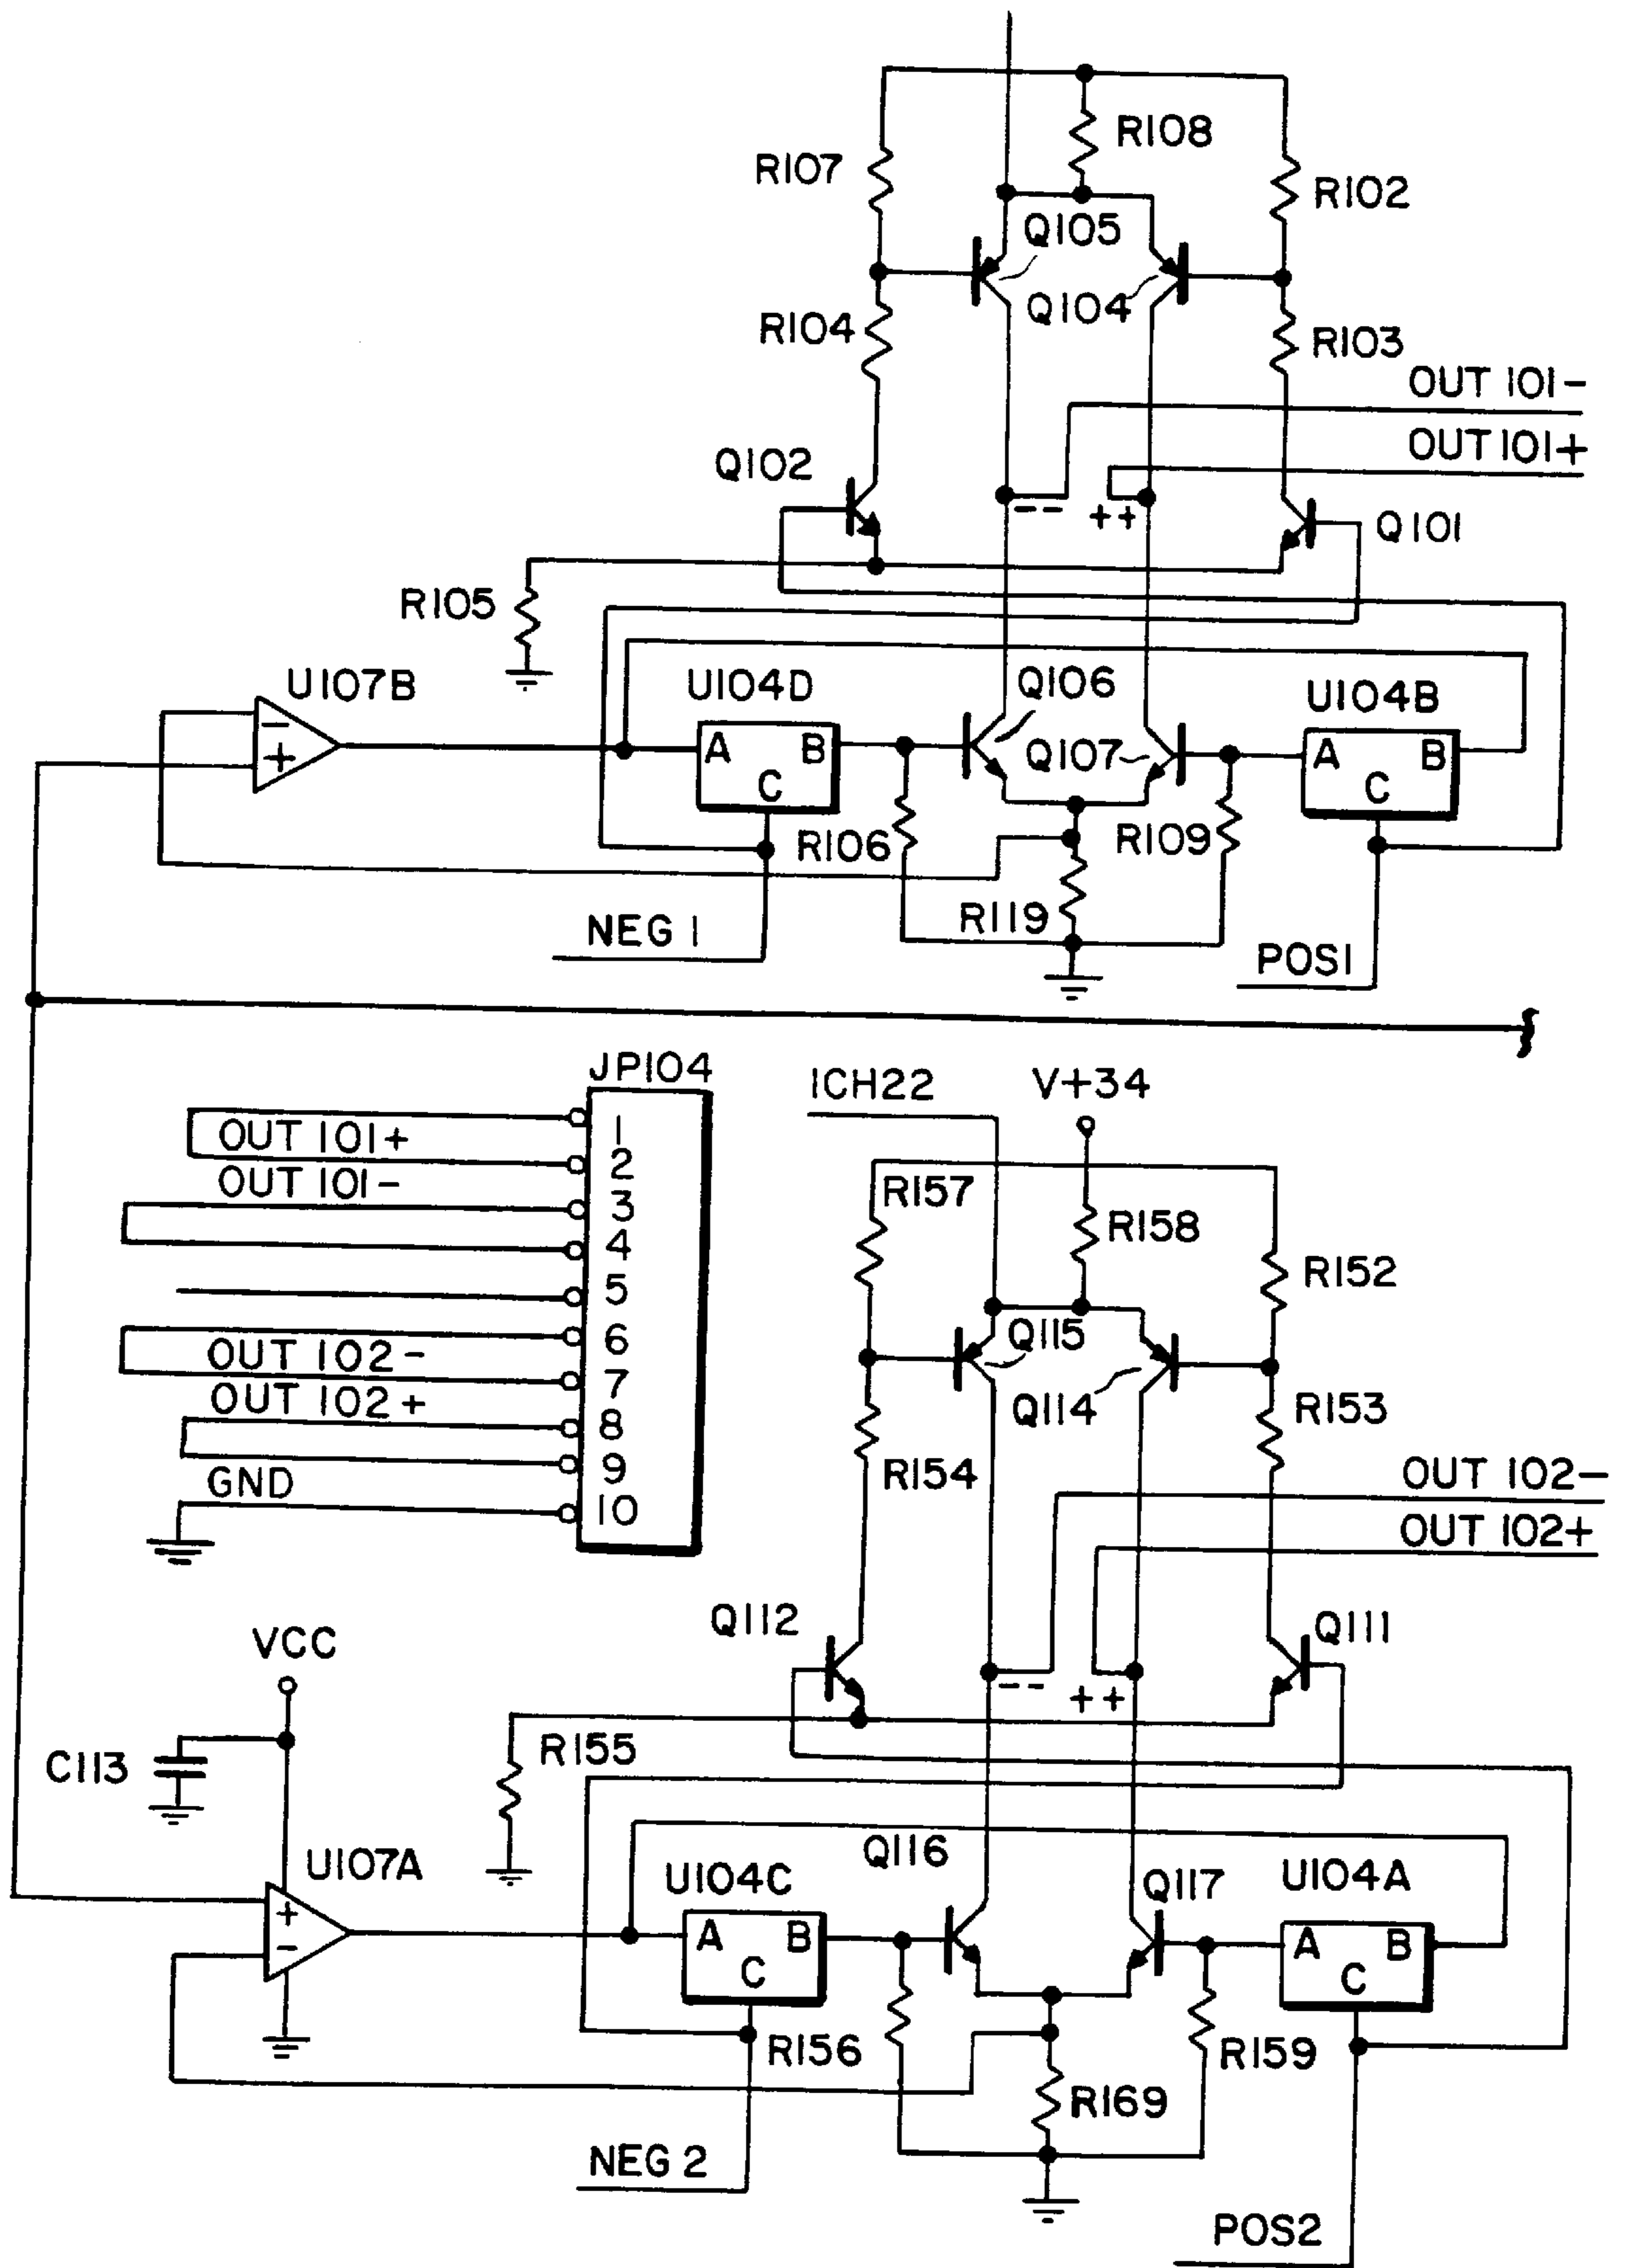 R108
R107
R102
Q105
Q104
R104
R103
OUT 101-
OUT 101+
Q102
-- ++
Q101
R105
U107B
U104D
Q106
U104B
-
+
A B
C
Q107
A B
C
R106
R109
R119
NEG 1
POS1
JP104
1CH22
V+34
1
OUT 101+
2
OUT 101-
3
4
5
6
OUT 102-
7
OUT 102+
8
9
GND
10
R157
R158
R152
Q115
Q114
R153
R154
OUT 102-
OUT 102+
Q112
Q111
-- ++
VCC
C113
R155
U107A
Q116
U104C
Q117
U104A
+
-
A B
C
A B
C
R156
R159
R169
NEG 2
POS2